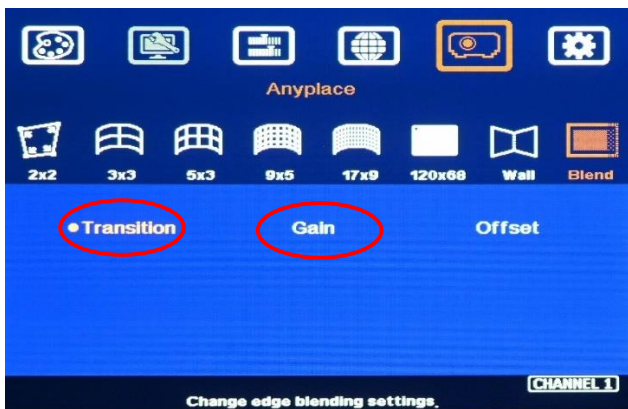 Anyplace
2x2 3x3 5x3 9x5 17x9 120x68 Wall Blend
Transition Gain Offset
CHANNEL 1
Change edge blending settings.